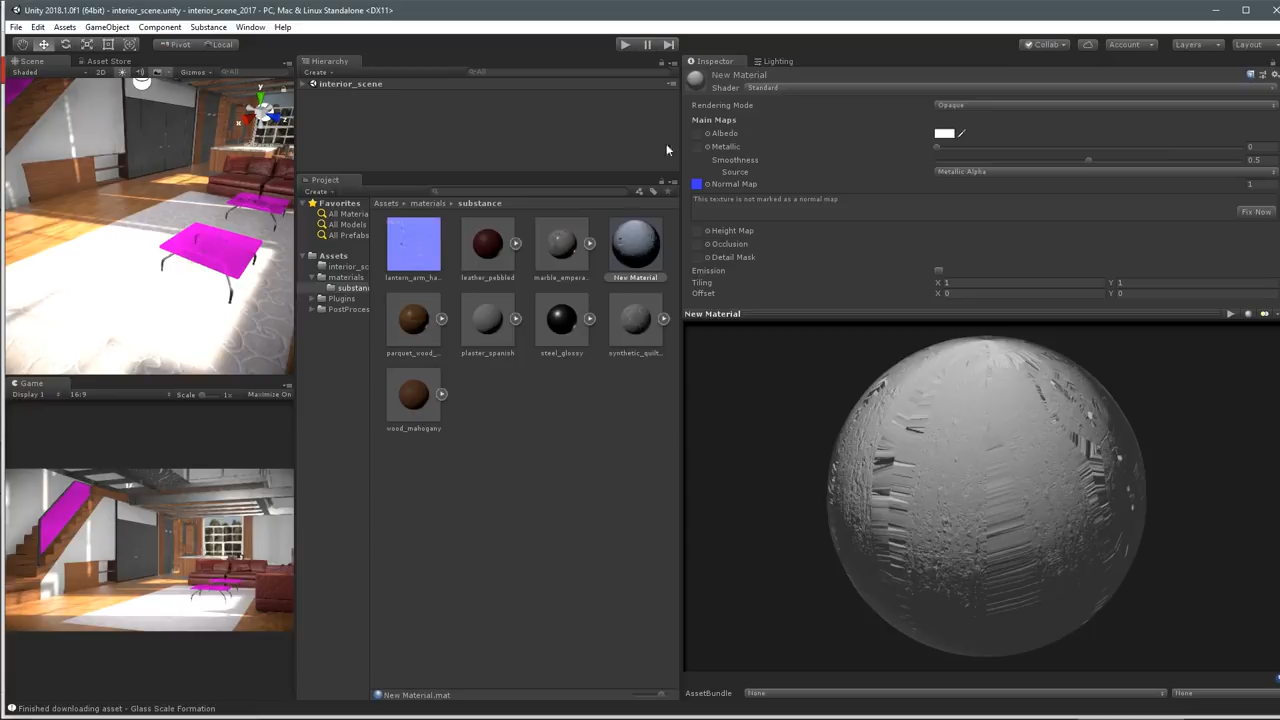 Unity 2018.1.0f1 (64bit) - interior_scene.unity - interior_scene_2017 - PC, Mac & Linux Standalone <DX11>
File Edit Assets GameObject Component Substance Window Help
Pivot Local Collab Account Layers Layout
Scene Asset Store
Shaded 2D Gizmos All
y
x
z
Hierarchy
Create All
interior_scene
Project
Create
Favorites
All Materia
All Models
All Prefabs
Assets
interior_sc
materials
substanc
Plugins
PostProces
Assets materials substance
lantern_arm_ha... leather_pebbled marble_empera... New Material
parquet_wood_... plaster_spanish steel_glossy synthetic_quilt...
wood_mahogany
New Material.mat
Game
Display 1 16:9 Scale 1x Maximize On
Inspector Lighting
New Material
Shader Standard
Rendering Mode Opaque
Main Maps
Albedo
Metallic 0
Smoothness 0.5
Source Metallic Alpha
Normal Map 1
This texture is not marked as a normal map
Fix Now
Height Map
Occlusion
Detail Mask
Emission
Tiling X 1 Y 1
Offset X 0 Y 0
New Material
AssetBundle None None
Finished downloading asset - Glass Scale Formation